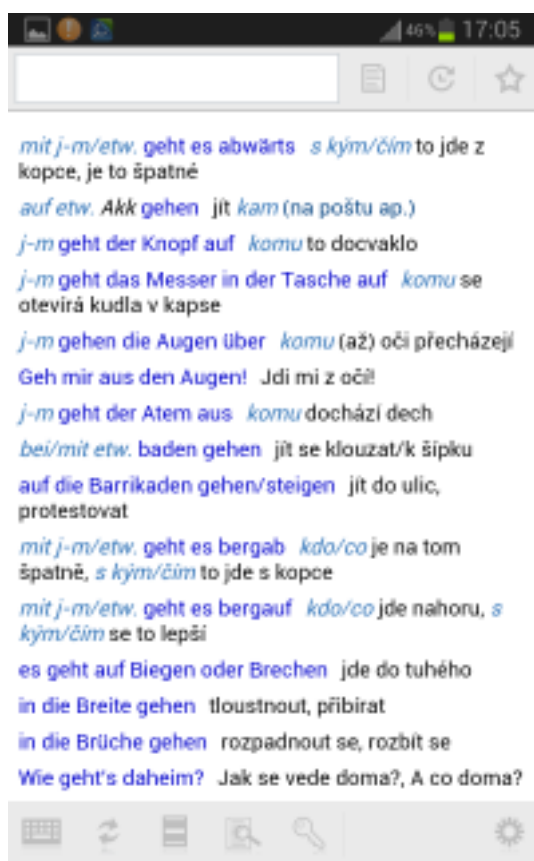 46% 17:05
mit j-m/etw. geht es abwärts s kým/čím to jde z
kopce, je to špatné
auf etw. Akk gehen jít kam (na poštu ap.)
j-m geht der Knopf auf komu to docvaklo
j-m geht das Messer in der Tasche auf komu se
otevírá kudla v kapse
j-m gehen die Augen über komu (až) oči přecházejí
Geh mir aus den Augen! Jdi mi z očí!
j-m geht der Atem aus komu dochází dech
bei/mit etw. baden gehen jít se klouzat/k šípku
auf die Barrikaden gehen/steigen jít do ulic,
protestovat
mit j-m/etw. geht es bergab kdo/co je na tom
špatně, s kým/čím to jde s kopce
mit j-m/etw. geht es bergauf kdo/co jde nahoru, s
kým/čím se to lepší
es geht auf Biegen oder Brechen jde do tuhého
in die Breite gehen tloustnout, přibírat
in die Brüche gehen rozpadnout se, rozbít se
Wie geht's daheim? Jak se vede doma?, A co doma?